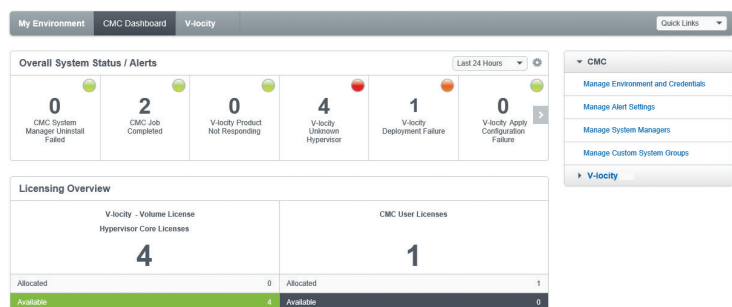 My Environment
CMC Dashboard
V-locity
Quick Links
Overall System Status / Alerts
Last 24 Hours
0
CMC System
Manager Uninstall
Failed
2
CMC Job
Completed
0
V-locity Product
Not Responding
4
V-locity
Unknown
Hypervisor
1
V-locity
Deployment Failure
0
V-locity Apply
Configuration
Failure
CMC
Manage Environment and Credentials
Manage Alert Settings
Manage System Managers
Manage Custom System Groups
V-locity
Licensing Overview
V-locity - Volume License
Hypervisor Core Licenses
4
CMC User Licenses
1
Allocated 0
Allocated 1
Available 4
Available 0